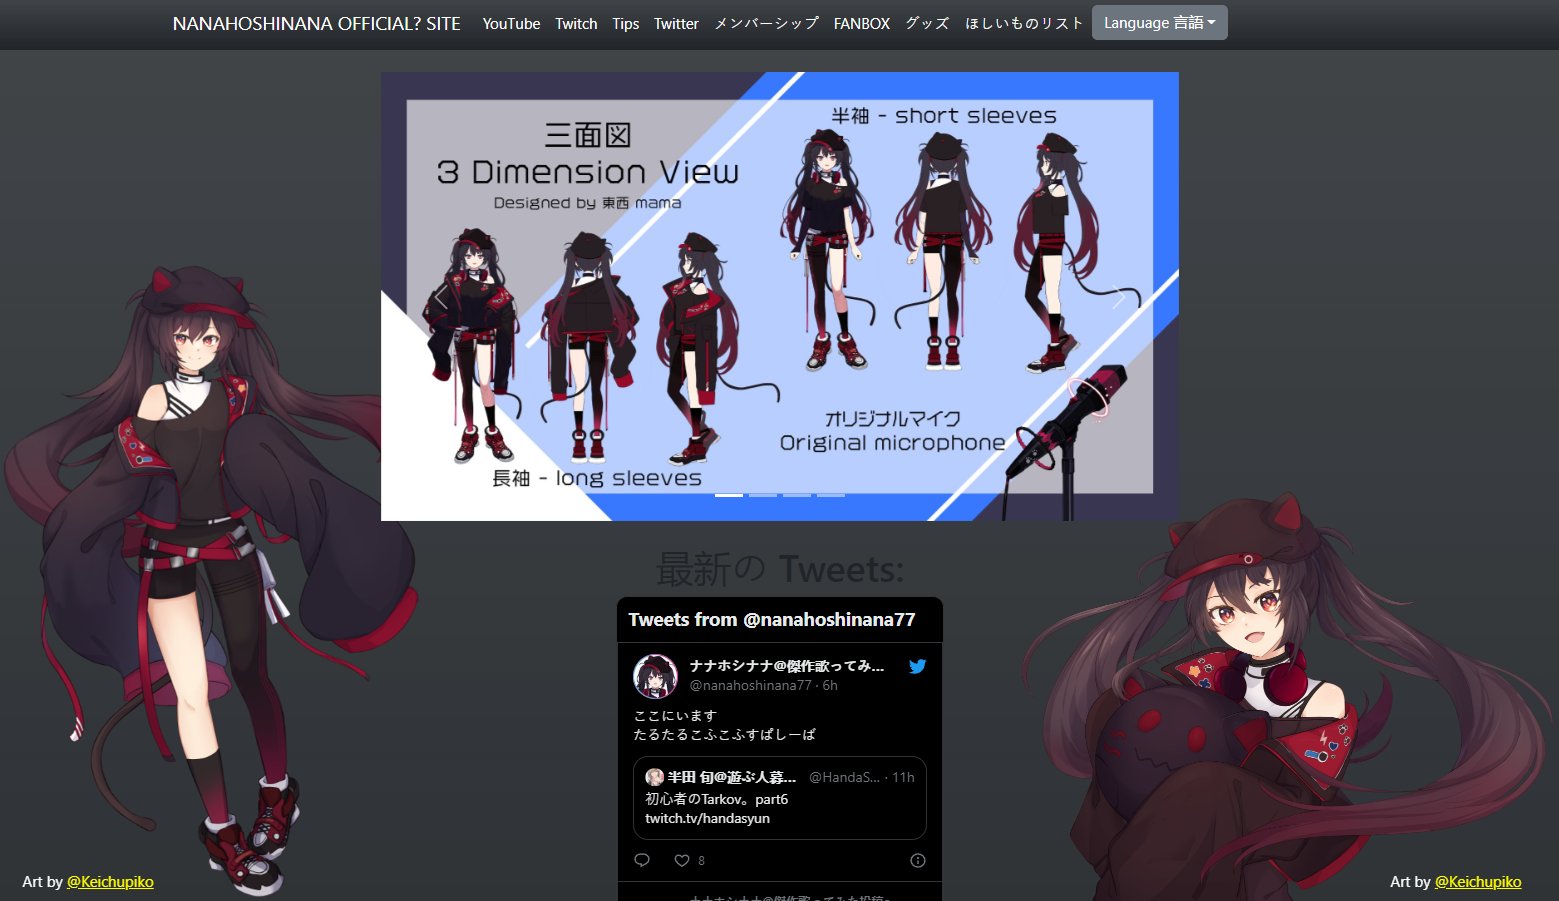 NANAHOSHINANA OFFICIAL? SITE YouTube Twitch Tips Twitter メンバーシップ FANBOX グッズ ほしいものリスト Language 言語
三面図
3 Dimension View
Designed by 東西 mama
半袖 - short sleeves
長袖 - long sleeves
オリジナルマイク
Original microphone
最新の Tweets:
Tweets from @nanahoshinana77
ナナホシナナ@傑作歌ってみ...
@nanahoshinana77 · 6h
ここにいます
たるたるこふこふすぱしーば
半田 旬@遊ぶ人募... @HandaS... · 11h
初心者のTarkov。part6
twitch.tv/handasyun
8
Art by @Keichupiko
Art by @Keichupiko